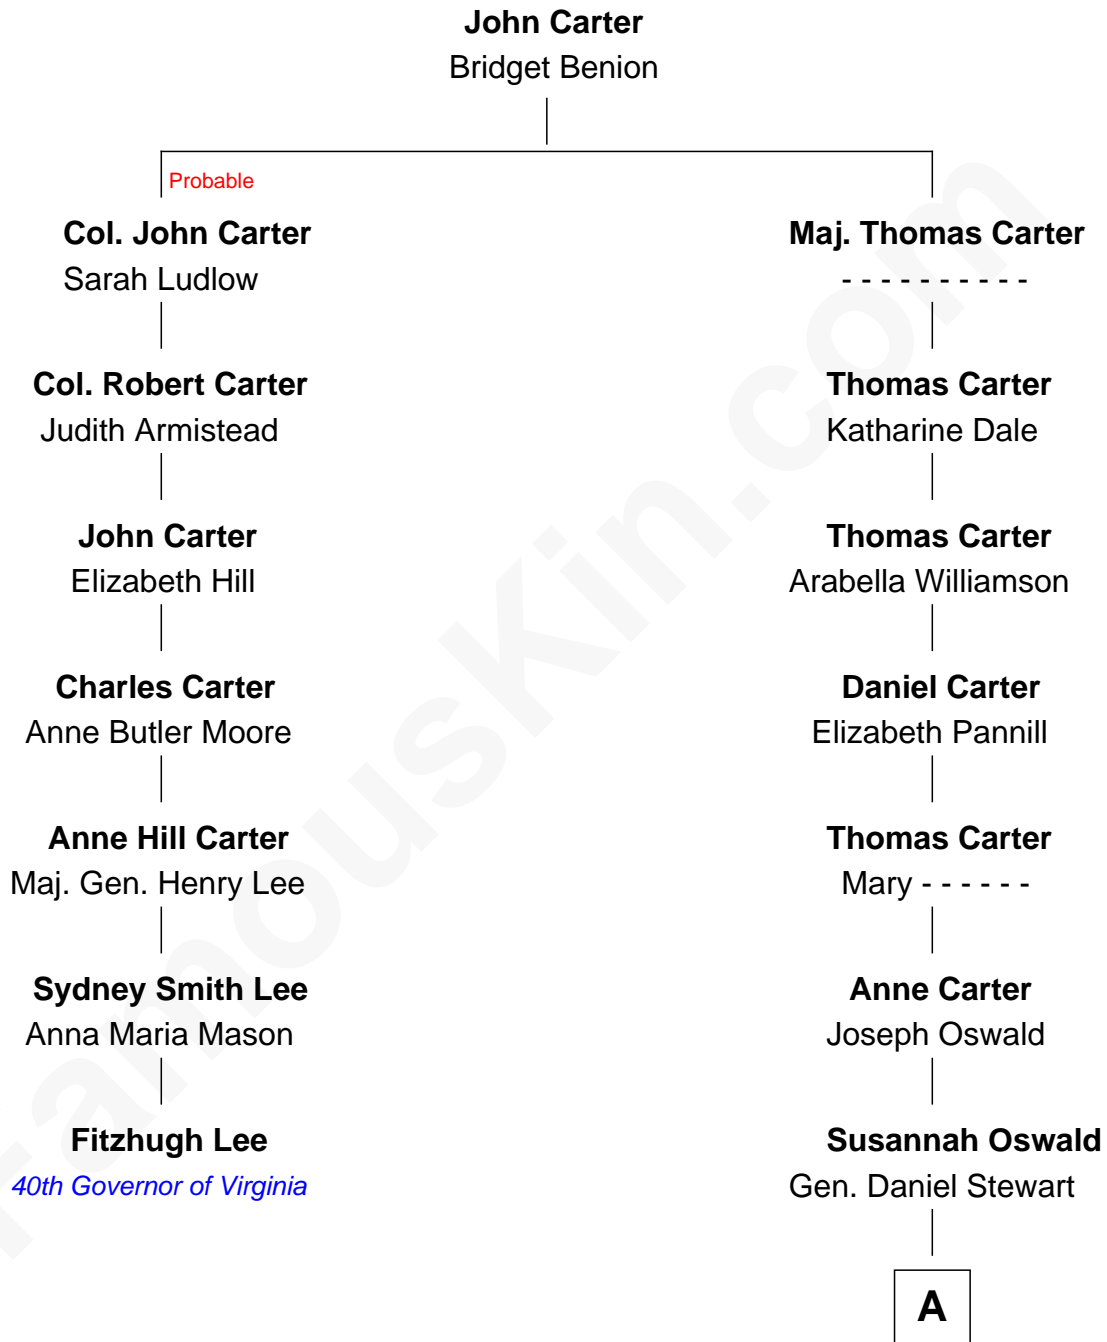 John Carter
Bridget Benion
Probable
Col. John Carter
Sarah Ludlow
Maj. Thomas Carter
- - - - - - - - - -
Col. Robert Carter
Judith Armistead
Thomas Carter
Katharine Dale
John Carter
Elizabeth Hill
Thomas Carter
Arabella Williamson
Charles Carter
Anne Butler Moore
Daniel Carter
Elizabeth Pannill
Anne Hill Carter
Maj. Gen. Henry Lee
Thomas Carter
Mary - - - - - -
Sydney Smith Lee
Anna Maria Mason
Anne Carter
Joseph Oswald
Fitzhugh Lee
40th Governor of Virginia
Susannah Oswald
Gen. Daniel Stewart
A
FamousKin.com